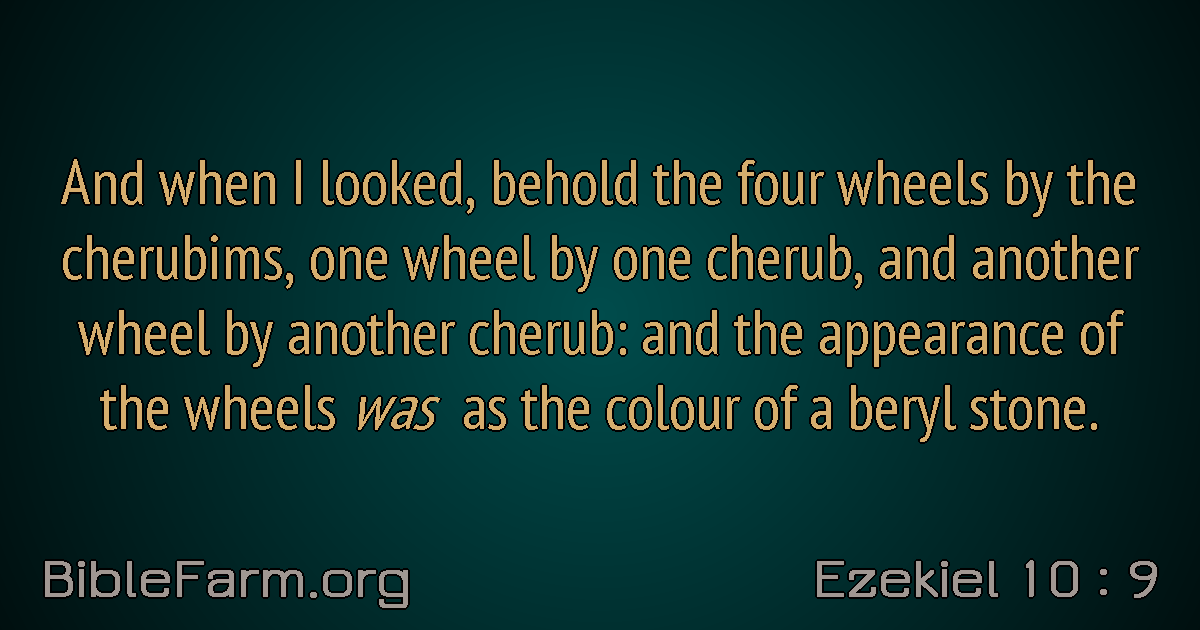 And when I looked, behold the four wheels by the
cherubims, one wheel by one cherub, and another
wheel by another cherub: and the appearance of
the wheels was as the colour of a beryl stone.
BibleFarm.org
Ezekiel 10 : 9